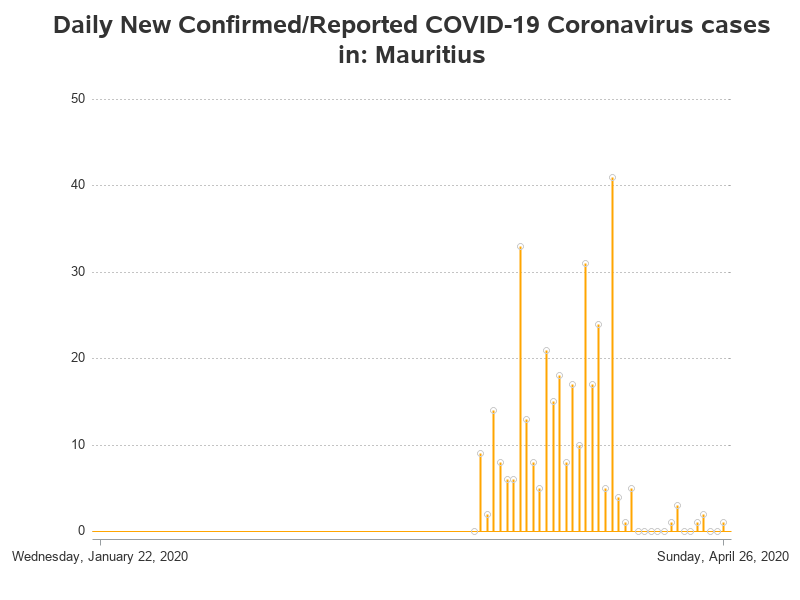 Daily New Confirmed/Reported COVID-19 Coronavirus cases
in: Mauritius
50
40
30
20
10
0
Wednesday, January 22, 2020
Sunday, April 26, 2020